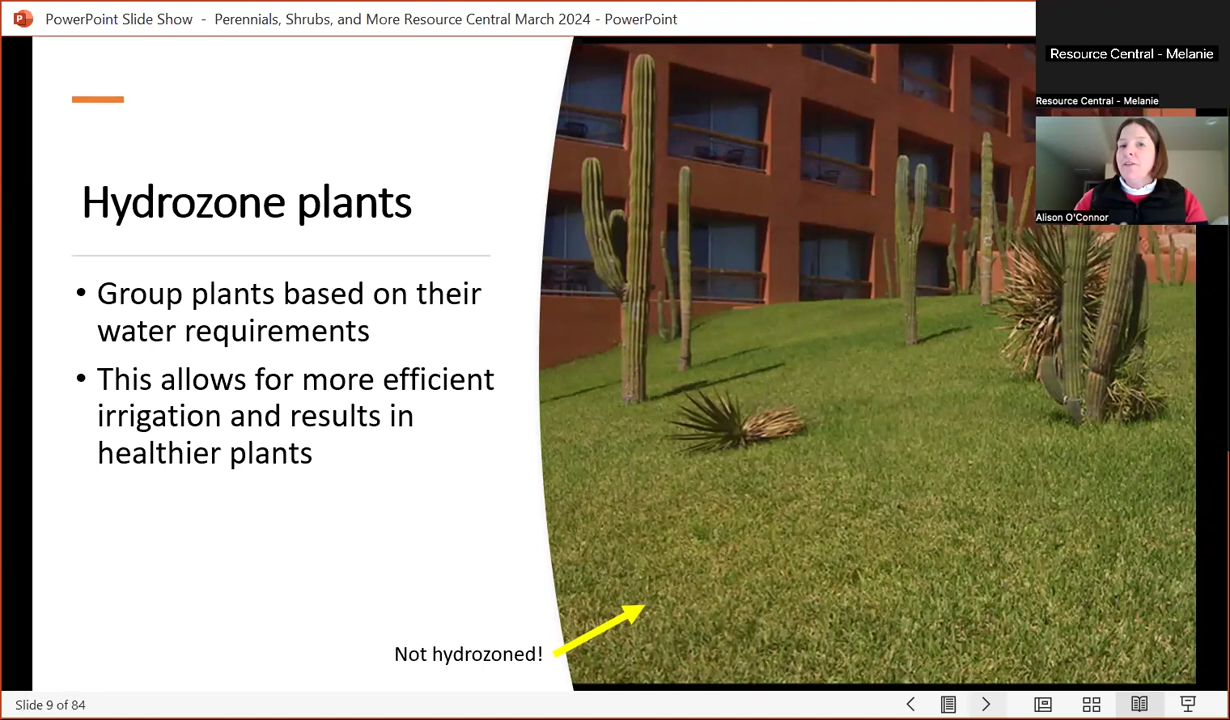 PowerPoint Slide Show - Perennials, Shrubs, and More Resource Central March 2024 - PowerPoint
Resource Central - Melanie
Resource Central - Melanie
Alison O'Connor
Hydrozone plants
• Group plants based on their
water requirements
• This allows for more efficient
irrigation and results in
healthier plants
Not hydrozoned!
Slide 9 of 84